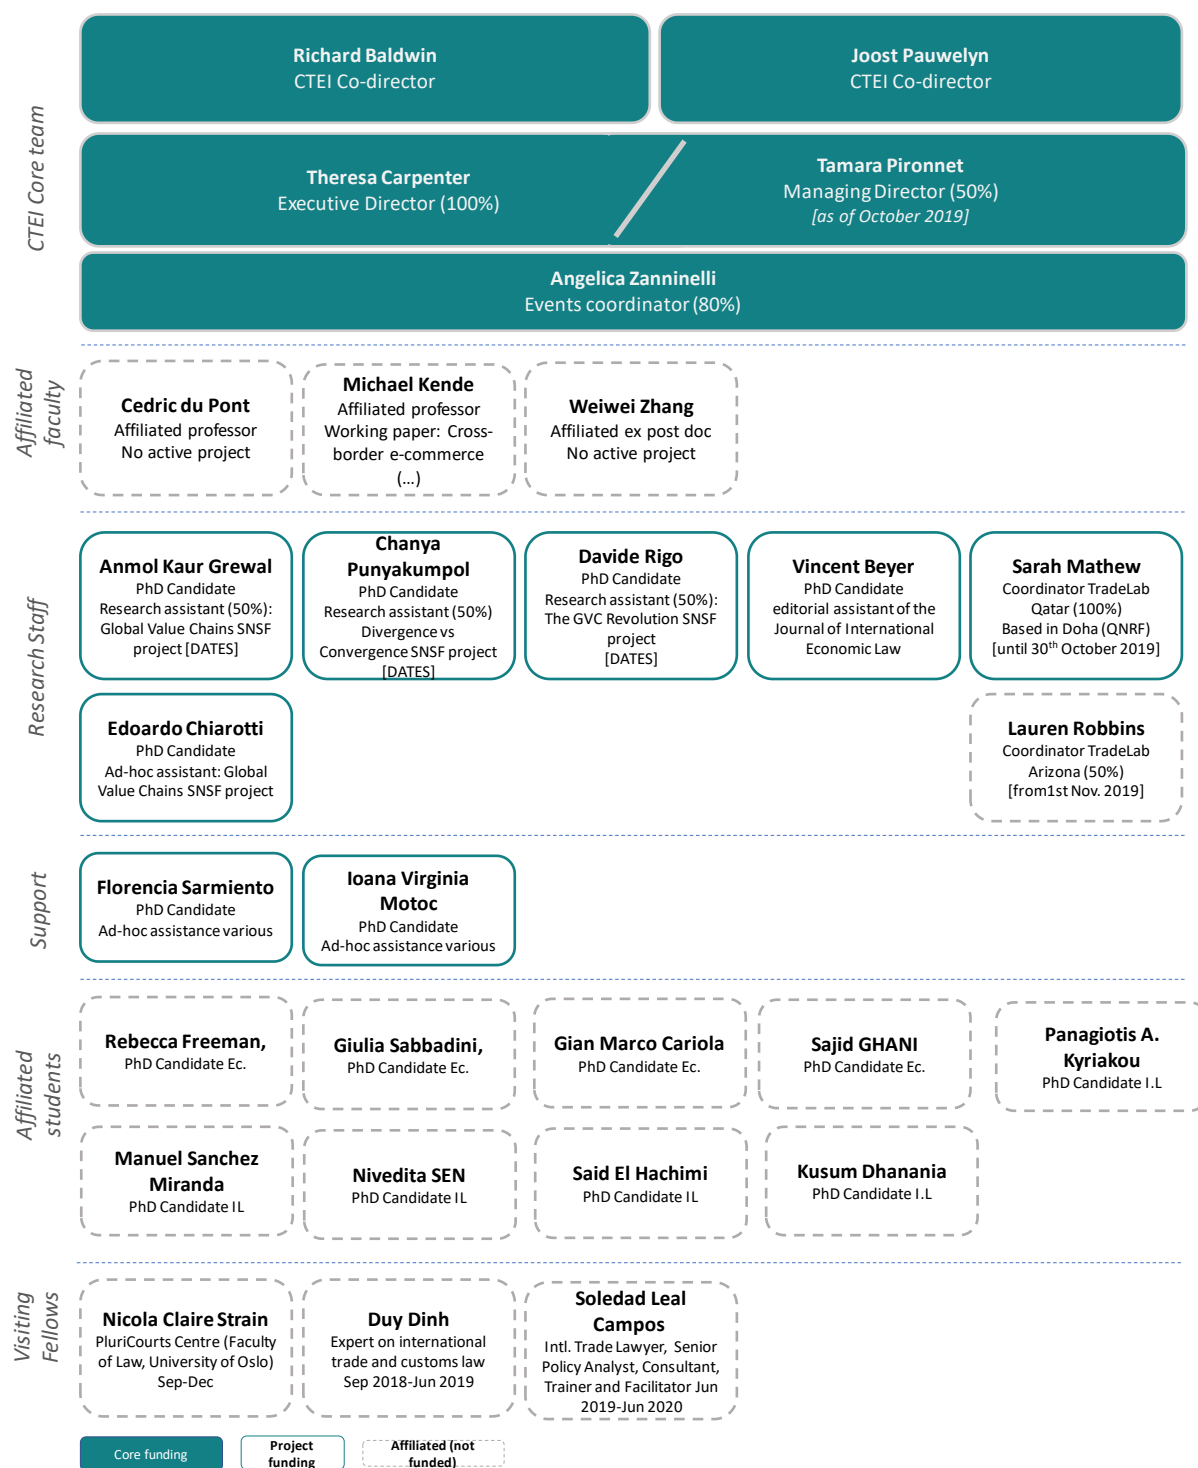 CTEI Core team
Richard Baldwin
CTEI Co-director
Joost Pauwelyn
CTEI Co-director
Theresa Carpenter
Executive Director (100%)
Tamara Pironnet
Managing Director (50%)
[as of October 2019]
Angelica Zanninelli
Events coordinator (80%)
Affiliated
faculty
Cedric du Pont
Affiliated professor
No active project
Michael Kende
Affiliated professor
Working paper: Cross-
border e-commerce
(...)
Weiwei Zhang
Affiliated ex post doc
No active project
Research Staff
Anmol Kaur Grewal
PhD Candidate
Research assistant (50%):
Global Value Chains SNSF
project [DATES]
Chanya
Punyakumpol
PhD Candidate
Research assistant (50%)
Divergence vs
Convergence SNSF project
[DATES]
Davide Rigo
PhD Candidate
Research assistant (50%):
The GVC Revolution SNSF
project
[DATES]
Vincent Beyer
PhD Candidate
editorial assistant of the
Journal of International
Economic Law
Sarah Mathew
Coordinator TradeLab
Qatar (100%)
Based in Doha (QNRF)
[until 30th October 2019]
Edoardo Chiarotti
PhD Candidate
Ad-hoc assistant: Global
Value Chains SNSF project
Lauren Robbins
Coordinator TradeLab
Arizona (50%)
[from1st Nov. 2019]
Support
Florencia Sarmiento
PhD Candidate
Ad-hoc assistance various
Ioana Virginia
Motoc
PhD Candidate
Ad-hoc assistance various
Affiliated
students
Rebecca Freeman,
PhD Candidate Ec.
Giulia Sabbadini,
PhD Candidate Ec.
Gian Marco Cariola
PhD Candidate Ec.
Sajid GHANI
PhD Candidate Ec.
Panagiotis A.
Kyriakou
PhD Candidate I.L
Manuel Sanchez
Miranda
PhD Candidate IL
Nivedita SEN
PhD Candidate IL
Said El Hachimi
PhD Candidate IL
Kusum Dhanania
PhD Candidate I.L
Visiting
Fellows
Nicola Claire Strain
PluriCourts Centre (Faculty
of Law, University of Oslo)
Sep-Dec
Duy Dinh
Expert on international
trade and customs law
Sep 2018-Jun 2019
Soledad Leal
Campos
Intl. Trade Lawyer, Senior
Policy Analyst, Consultant,
Trainer and Facilitator Jun
2019-Jun 2020
Core funding
Project
funding
Affiliated (not
funded)